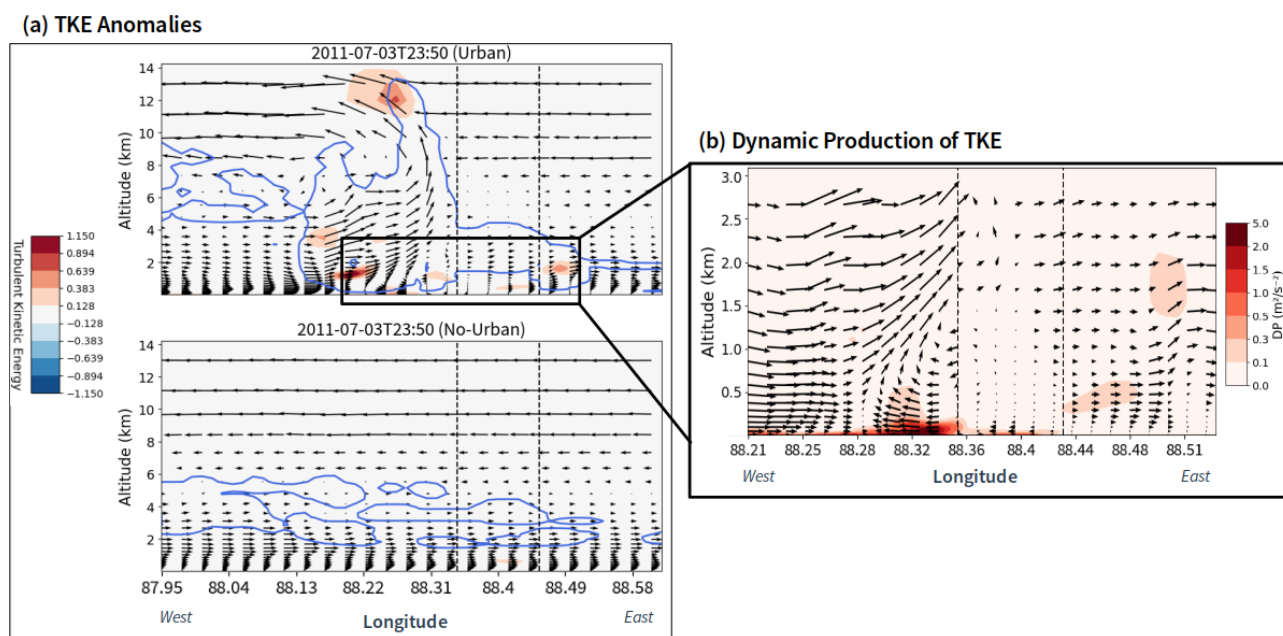 (a) TKE Anomalies
2011-07-03T23:50 (Urban)
14
12
10
8
6
4
2
Altitude (km)
Turbulent Kinetic Energy
1.150
0.894
0.639
0.383
0.128
−0.128
−0.383
−0.639
−0.894
−1.150
2011-07-03T23:50 (No-Urban)
14
12
10
8
6
4
2
Altitude (km)
87.95 88.04 88.13 88.22 88.31 88.4 88.49 88.58
West Longitude East
(b) Dynamic Production of TKE
3.0
2.5
2.0
1.5
1.0
0.5
Altitude (km)
88.21 88.25 88.28 88.32 88.36 88.4 88.44 88.48 88.51
West Longitude East
5.0
2.0
1.5
1.0
0.5
0.3
0.1
0.0
DP (m²/s⁻²)